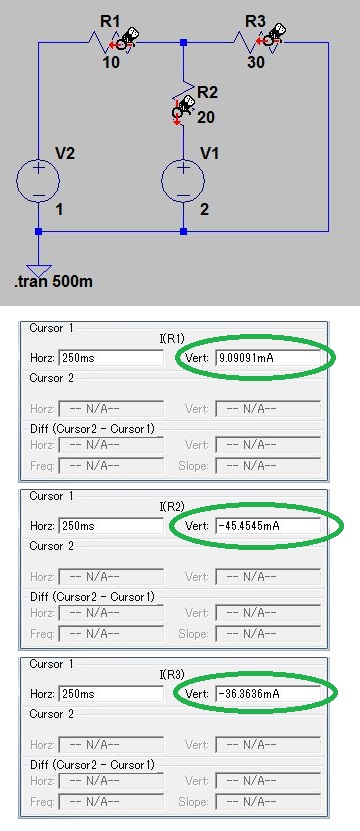 R1 R3
10 30
R2
20
V2 V1
1 2
.tran 500m
Cursor 1
I(R1)
Horz: 250ms Vert: 9.09091mA
Cursor 2
Horz: -- N/A-- Vert: -- N/A--
Diff (Cursor2 - Cursor1)
Horz: -- N/A-- Vert: -- N/A--
Freq: -- N/A-- Slope: -- N/A--
Cursor 1
I(R2)
Horz: 250ms Vert: -45.4545mA
Cursor 2
Horz: -- N/A-- Vert: -- N/A--
Diff (Cursor2 - Cursor1)
Horz: -- N/A-- Vert: -- N/A--
Freq: -- N/A-- Slope: -- N/A--
Cursor 1
I(R3)
Horz: 250ms Vert: -36.3636mA
Cursor 2
Horz: -- N/A-- Vert: -- N/A--
Diff (Cursor2 - Cursor1)
Horz: -- N/A-- Vert: -- N/A--
Freq: -- N/A-- Slope: -- N/A--